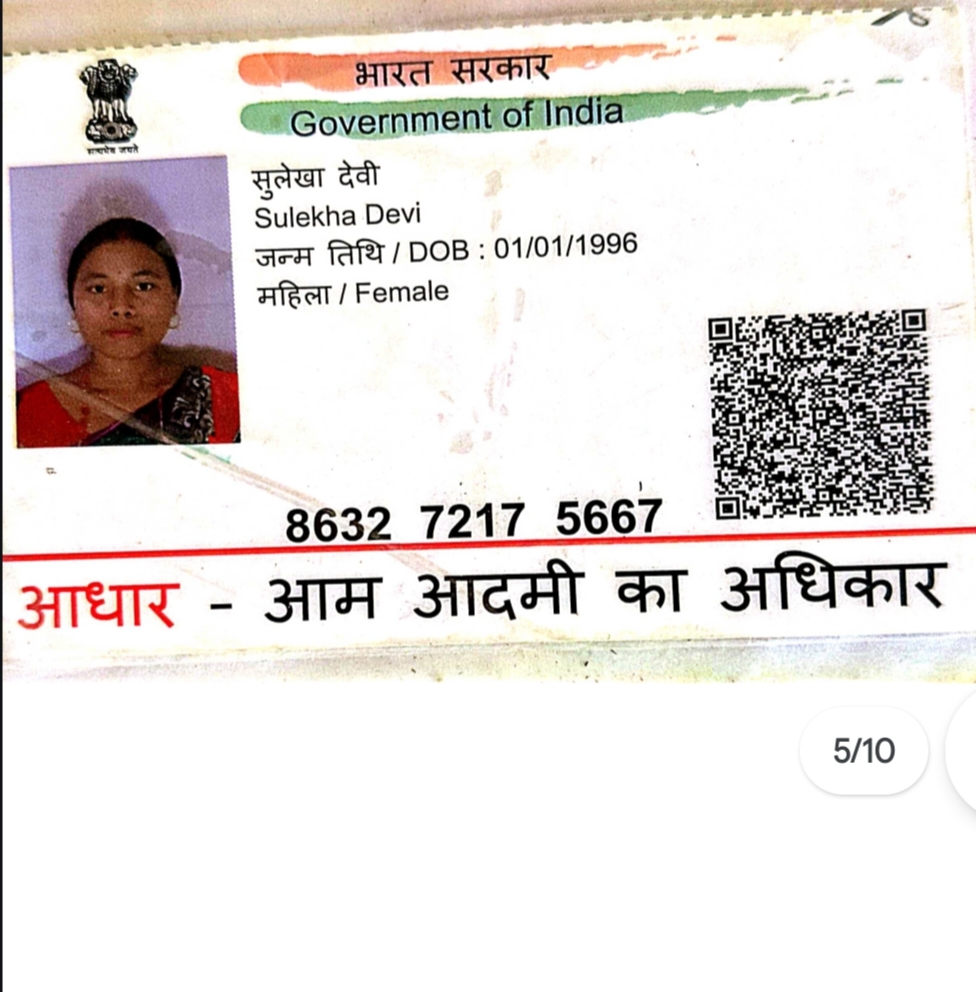 भारत सरकार
Government of India
सत्यमेव जयते
सुलेखा देवी
Sulekha Devi
जन्म तिथि / DOB : 01/01/1996
महिला / Female
8632 7217 5667
आधार - आम आदमी का अधिकार
5/10